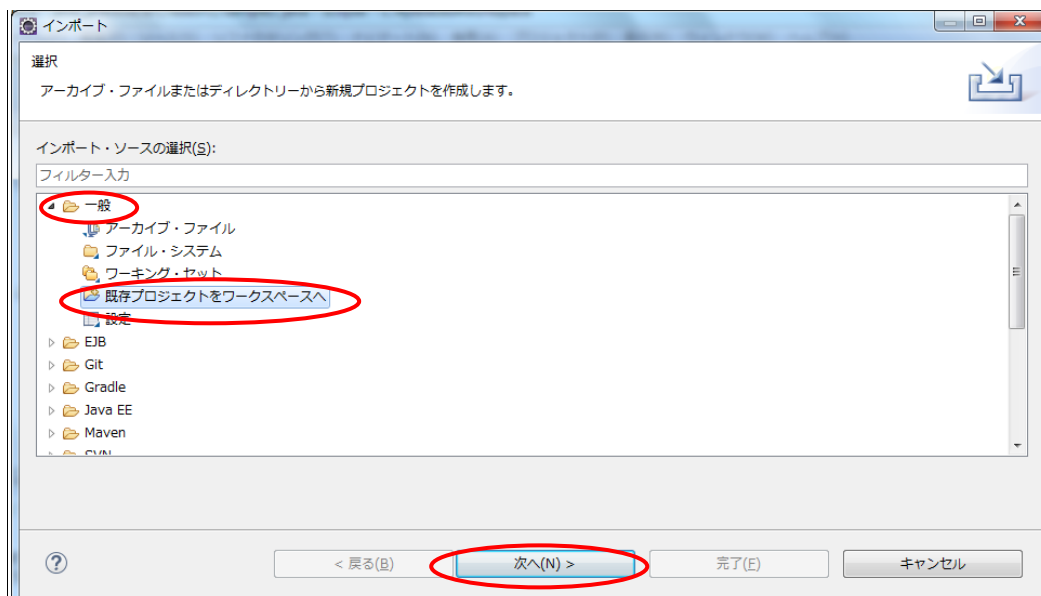 インポート
選択
アーカイブ・ファイルまたはディレクトリーから新規プロジェクトを作成します。
インポート・ソースの選択(S):
フィルター入力
一般
アーカイブ・ファイル
ファイル・システム
ワーキング・セット
既存プロジェクトをワークスペースへ
設定
EJB
Git
Gradle
Java EE
Maven
SVN
< 戻る(B) 次へ(N) > 完了(F) キャンセル